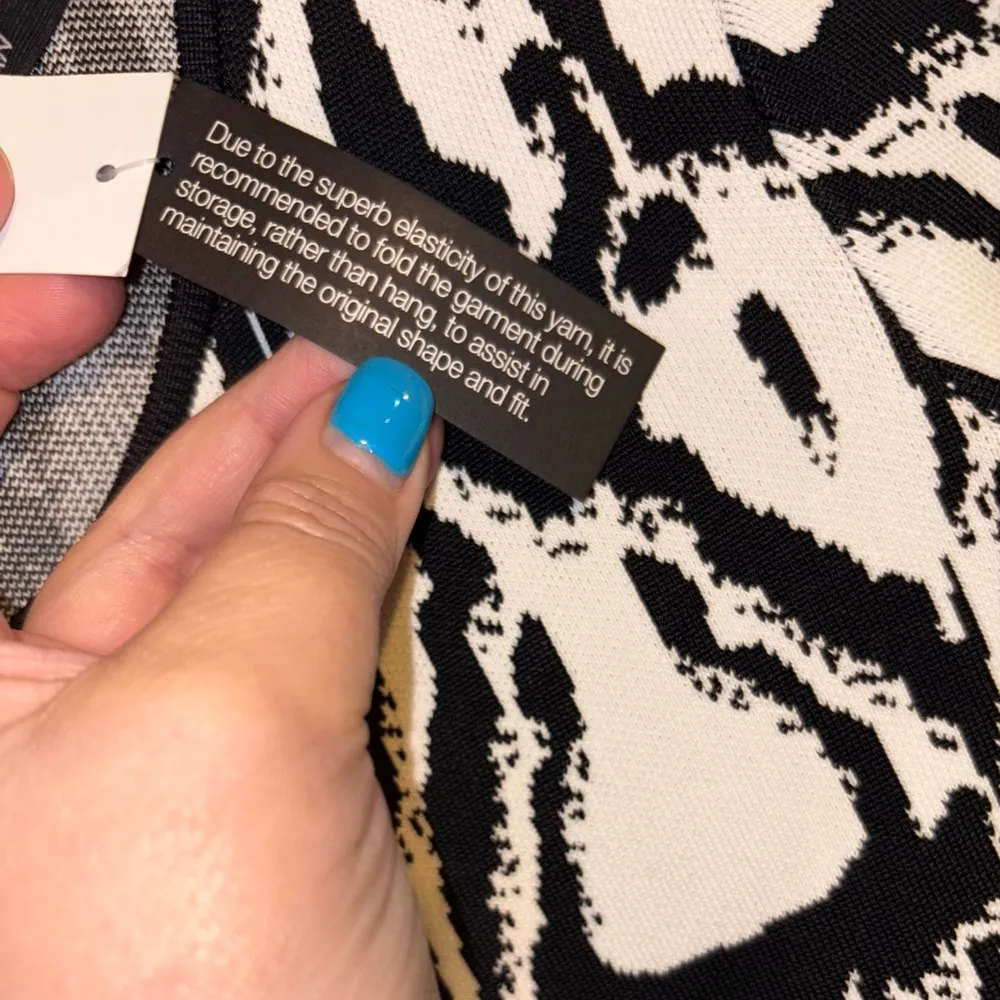 Due to the superb elasticity of this yarn, it is
recommended to fold the garment during
storage, rather than hang, to assist in
maintaining the original shape and fit.